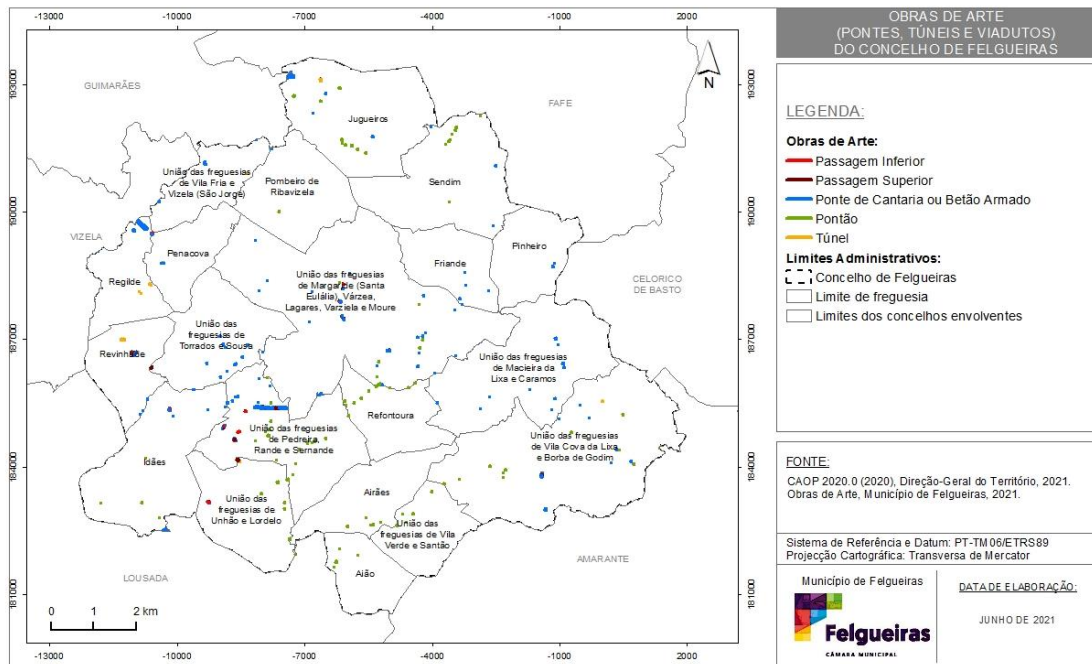 -13000
-10000
-7000
-4000
-1000
2000
OBRAS DE ARTE
(PONTES, TÚNEIS E VIADUTOS)
DO CONCELHO DE FELGUEIRAS
193000
190000
187000
184000
181000
193000
190000
187000
184000
181000
GUIMARÃES
FAFE
N
Jugueiros
União das freguesias
de Vila Fria e
Vizela (São Jorge)
Pombeiro de
Ribavizela
Sendim
VIZELA
Penacova
Pinheiro
Friande
Regilde
União das freguesias
de Margaride (Santa
Eulália), Várzea,
Lagares, Varziela e Moure
CELORICO
DE BASTO
União das
freguesias de
Torrados e Sousa
Revinhade
União das freguesias
de Macieira da
Lixa e Caramos
Refontoura
União das freguesias
de Pedreira,
Rande e Sernande
União das freguesias
de Vila Cova da Lixa
e Borba de Godim
Idães
Airães
União das
freguesias de
Unhão e Lordelo
União das
freguesias de Vila
Verde e Santão
Aião
LOUSADA
AMARANTE
0 1 2 km
-13000
-10000
-7000
-4000
-1000
2000
LEGENDA:
Obras de Arte:
Passagem Inferior
Passagem Superior
Ponte de Cantaria ou Betão Armado
Pontão
Túnel
Limites Administrativos:
Concelho de Felgueiras
Limite de freguesia
Limites dos concelhos envolventes
FONTE:
CAOP 2020.0 (2020), Direção-Geral do Território, 2021.
Obras de Arte, Município de Felgueiras, 2021.
Sistema de Referência e Datum: PT-TM06/ETRS89
Projecção Cartográfica: Transversa de Mercator
Município de Felgueiras
Felgueiras
CÂMARA MUNICIPAL
DATA DE ELABORAÇÃO:
JUNHO DE 2021